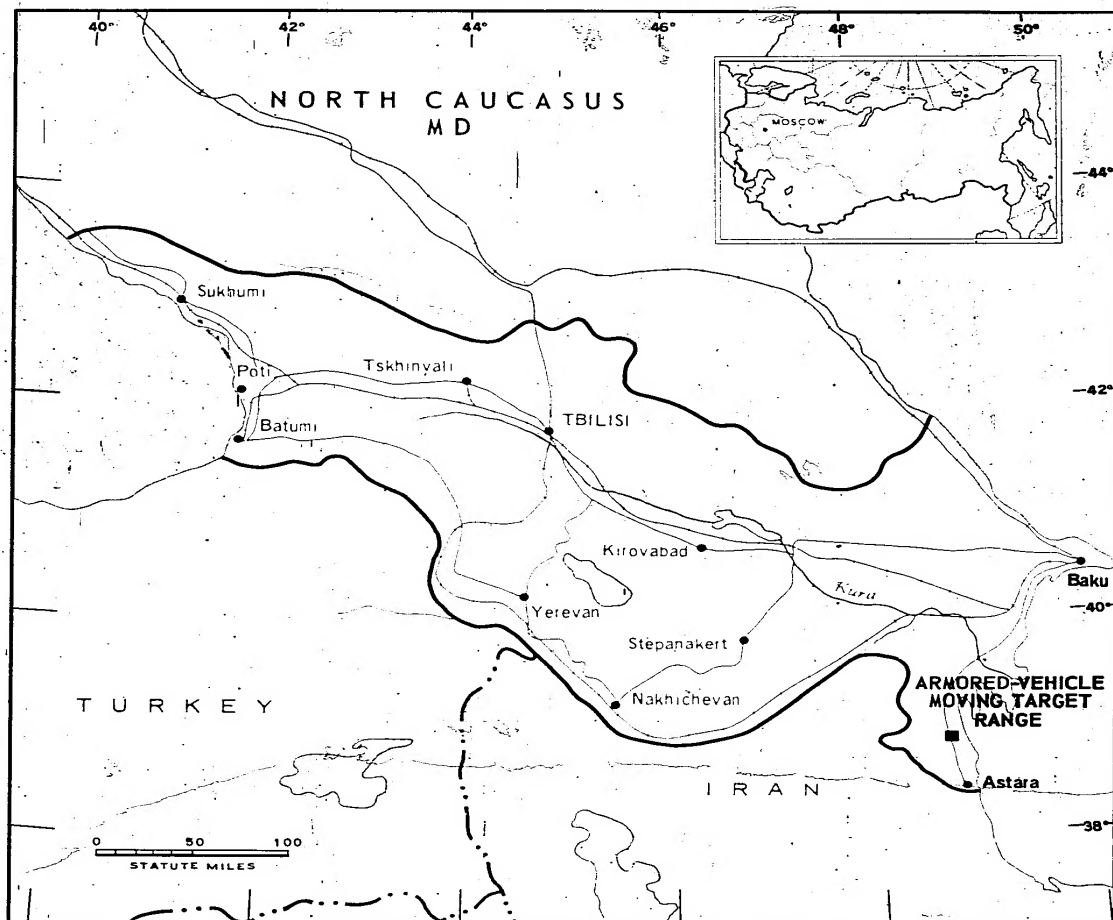 40° 42° 44° 46° 48° 50°
NORTH CAUCASUS
MD
MOSCOW
44°
Sukhumi
Tskhinvali
42°
Poti
TBILISI
Batumi
Kirovabad
Baku
Kura
40°
Yerevan
Stepanakert
ARMORED-VEHICLE
MOVING TARGET
RANGE
Nakhichevan
TURKEY
IRAN
Astara
38°
0 50 100
STATUTE MILES